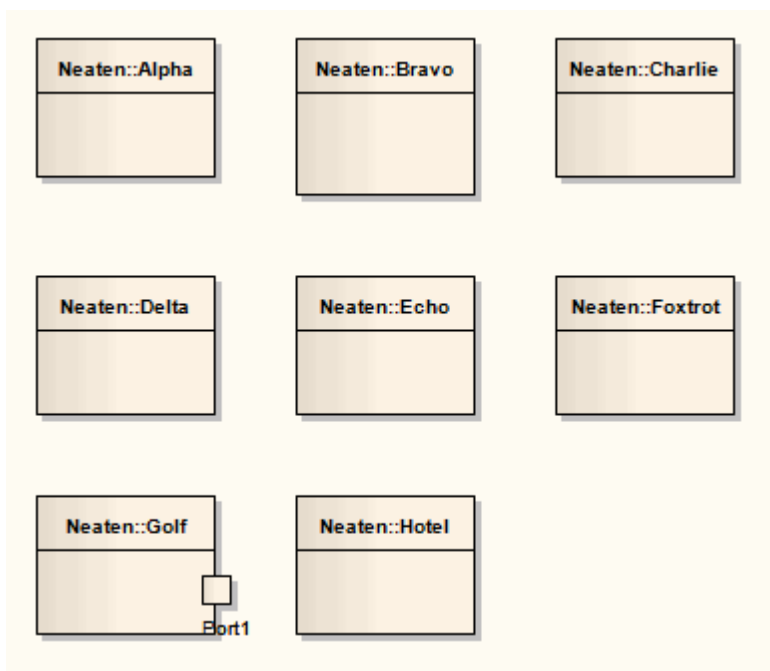 Neaten::Alpha
Neaten::Bravo
Neaten::Charlie
Neaten::Delta
Neaten::Echo
Neaten::Foxtrot
Neaten::Golf
Neaten::Hotel
Port1